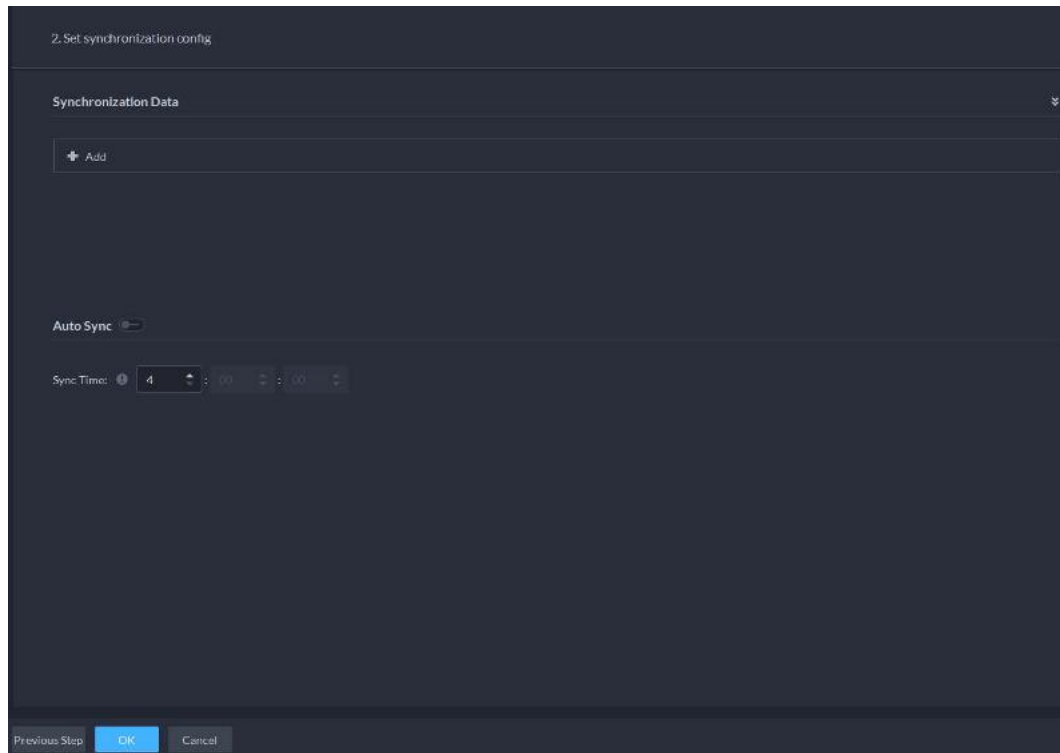 2. Set synchronization config
Synchronization Data
Add
Auto Sync
Sync Time: 4 : 00 : 00
Previous Step OK Cancel